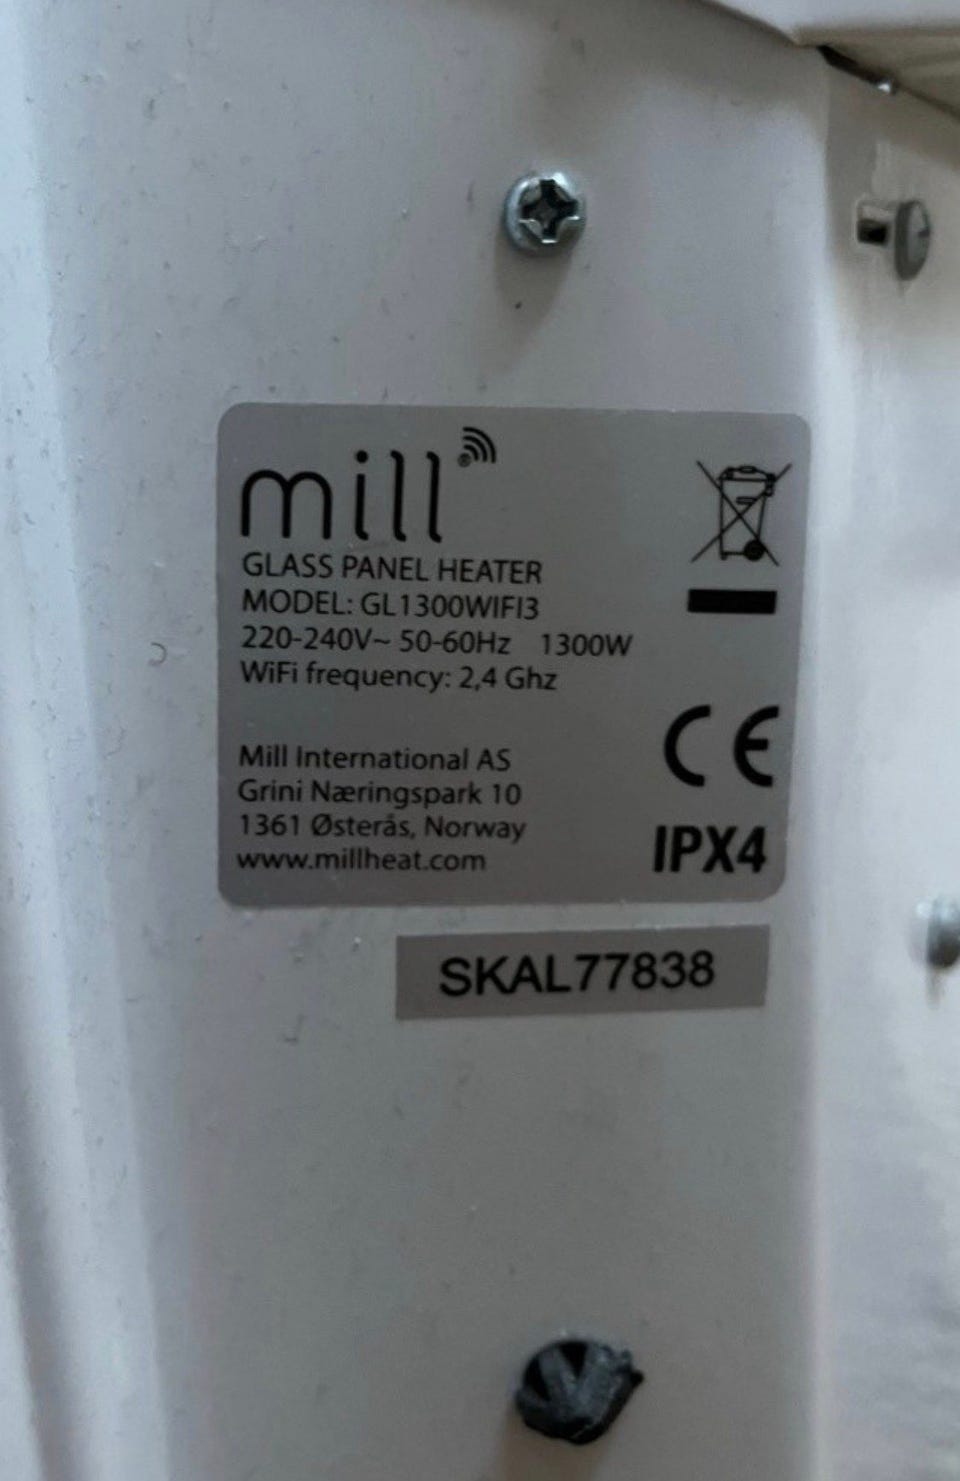 mill®
GLASS PANEL HEATER
MODEL: GL1300WIFI3
220-240V~ 50-60Hz 1300W
WiFi frequency: 2,4 Ghz
Mill International AS
Grini Næringspark 10
1361 Østerås, Norway
www.millheat.com
CE
IPX4
SKAL77838